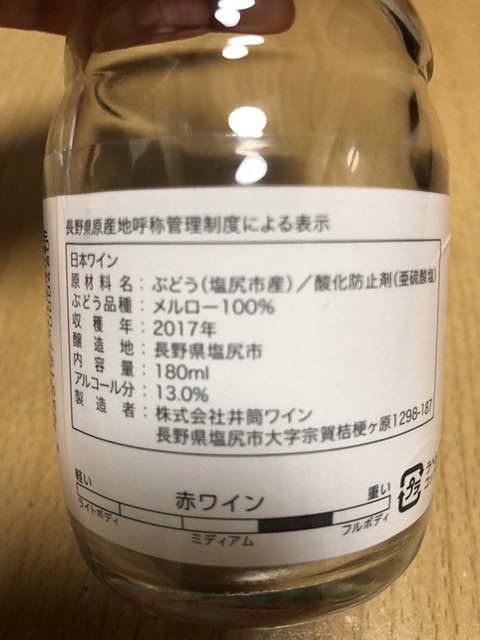 長野県原産地呼称管理制度による表示
日本ワイン
原材料名：ぶどう（塩尻市産）／酸化防止剤（亜硫酸塩）
ぶどう品種：メルロー100%
収穫年：2017年
醸造地：長野県塩尻市
内容量：180ml
アルコール分：13.0%
製造者：株式会社井筒ワイン
長野県塩尻市大字宗賀桔梗ヶ原1298-187
軽い 赤ワイン 重い
ライトボディ ミディアム フルボディ
プラ